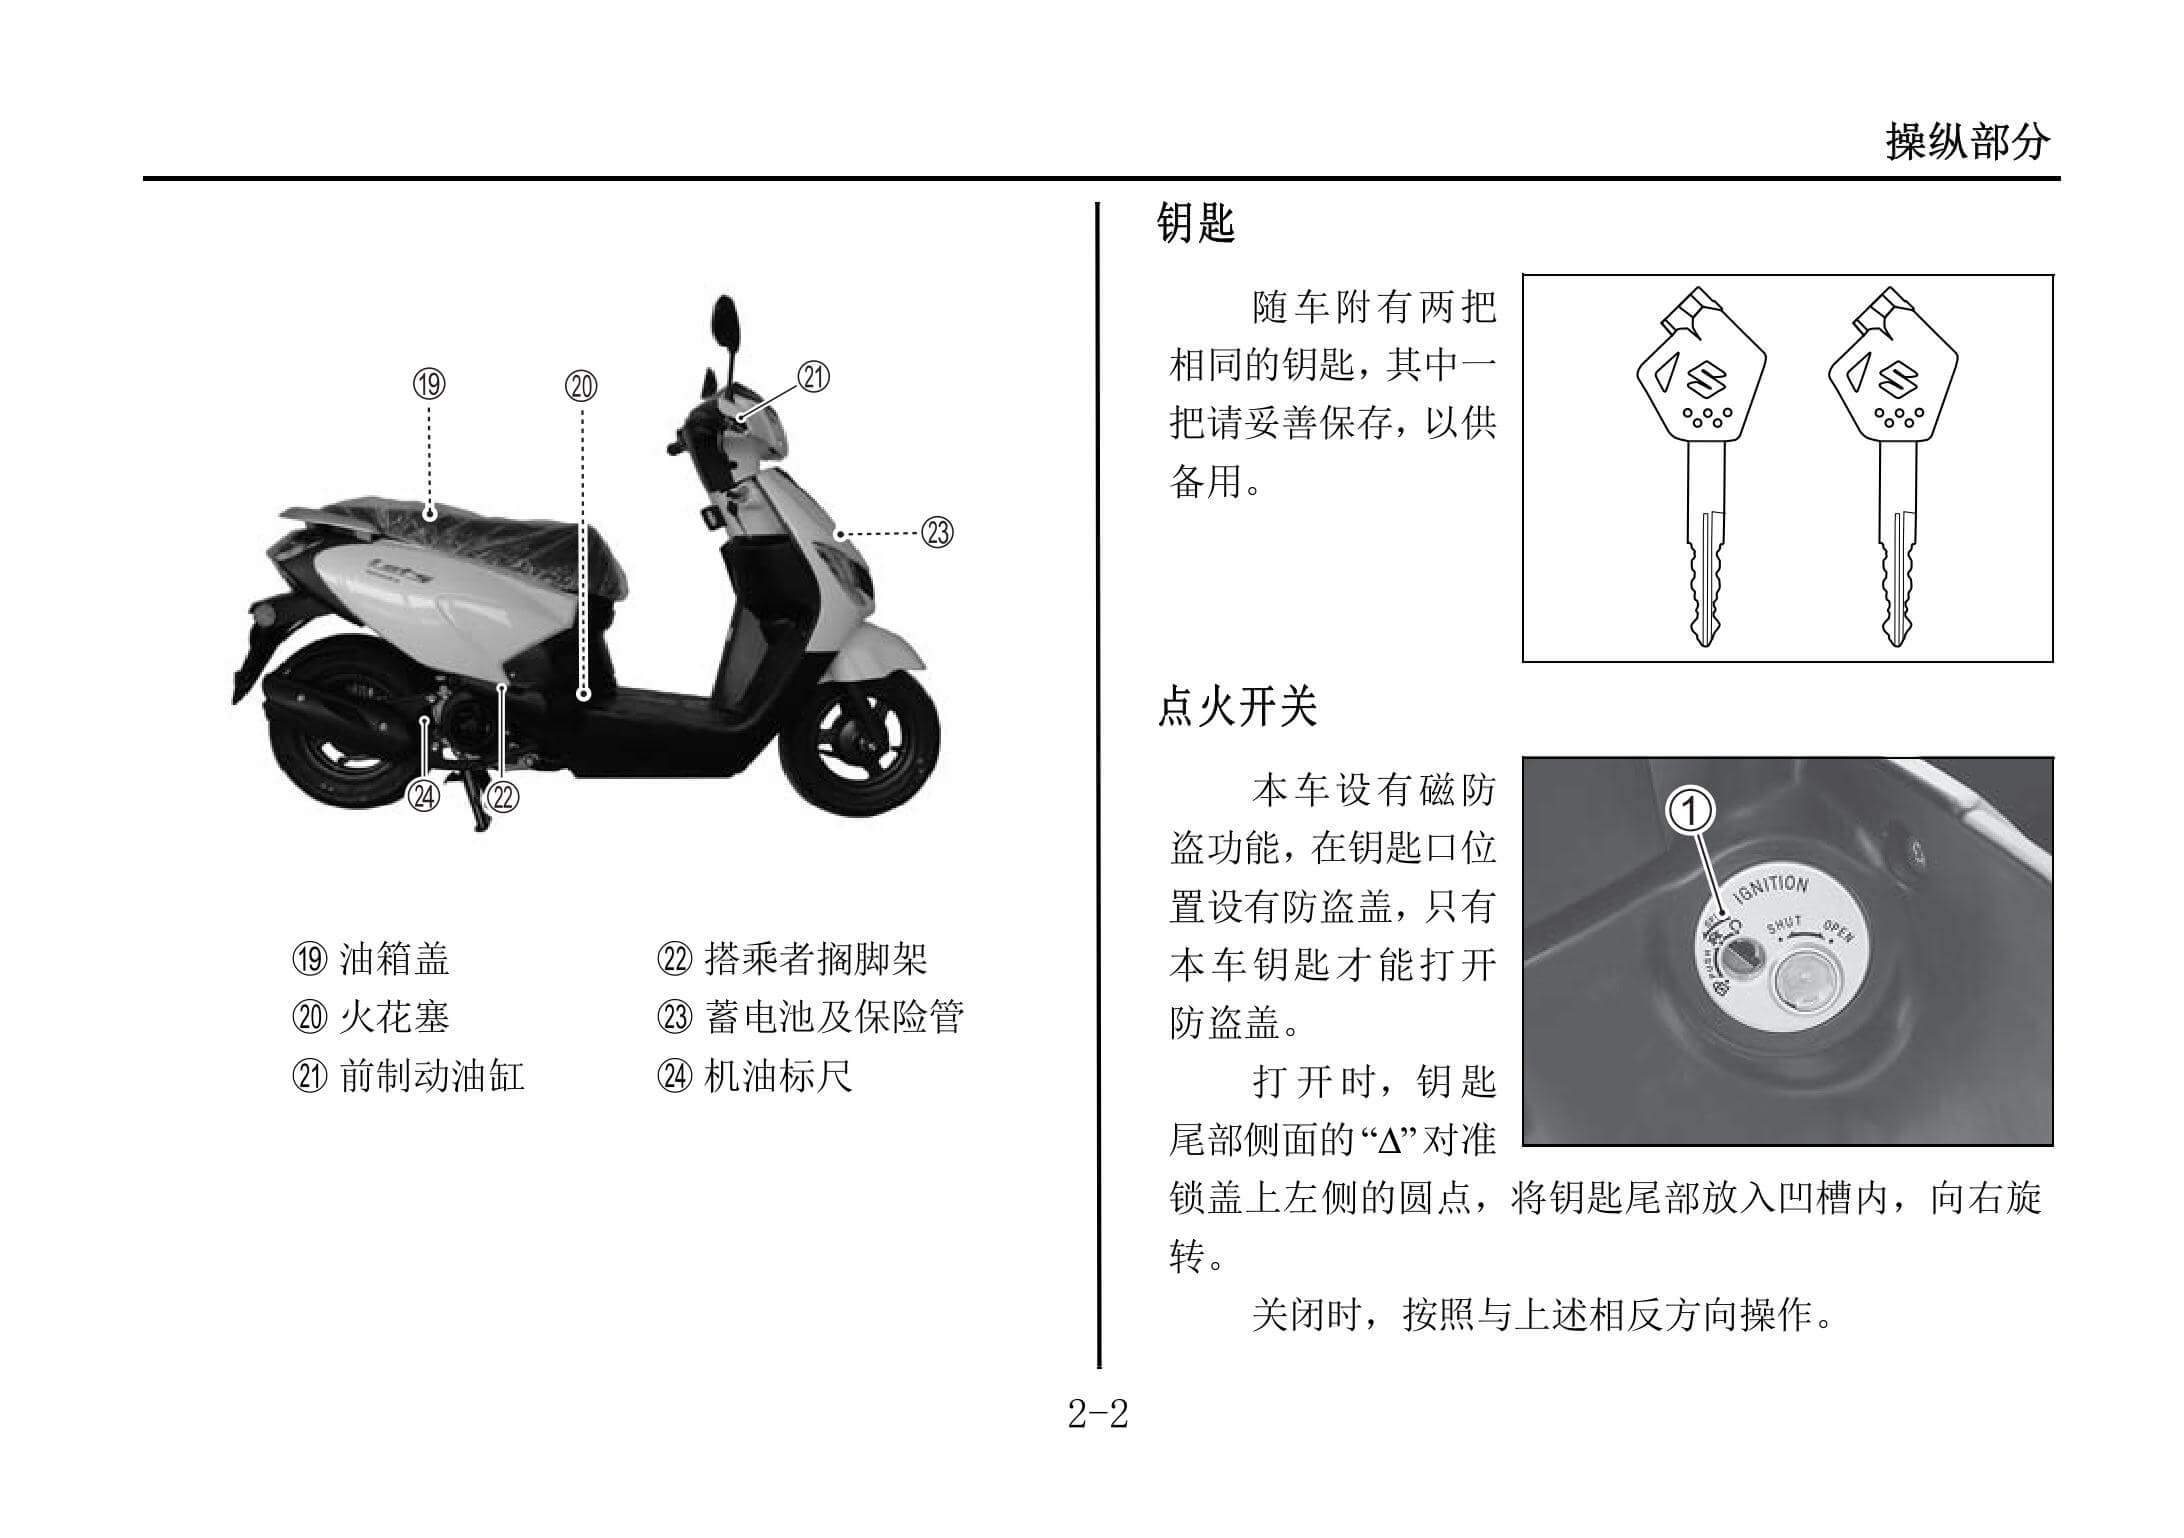 操纵部分
⑲
⑳
㉑
㉓
㉔
㉒
⑲ 油箱盖
⑳ 火花塞
㉑ 前制动油缸
㉒ 搭乘者搁脚架
㉓ 蓄电池及保险管
㉔ 机油标尺
钥匙
随车附有两把
相同的钥匙，其中一
把请妥善保存，以供
备用。
点火开关
本车设有磁防
盗功能，在钥匙口位
置设有防盗盖，只有
本车钥匙才能打开
防盗盖。
打开时，钥匙
尾部侧面的“Δ”对准
锁盖上左侧的圆点，将钥匙尾部放入凹槽内，向右旋
转。
关闭时，按照与上述相反方向操作。
①
IGNITION
SHUT OPEN
PUSH
2-2